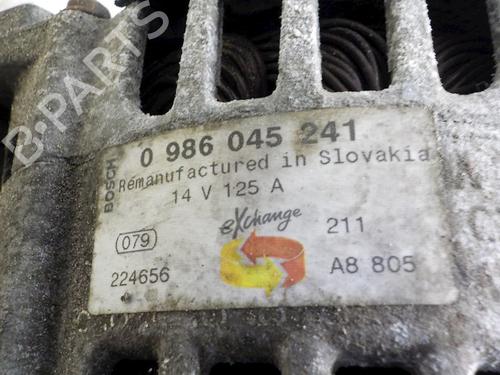 B-PARTS
BOSCH
0 986 045 241
Remanufactured in Slovakia
14 V 125 A
eXchange
079
211
224656
A8 805